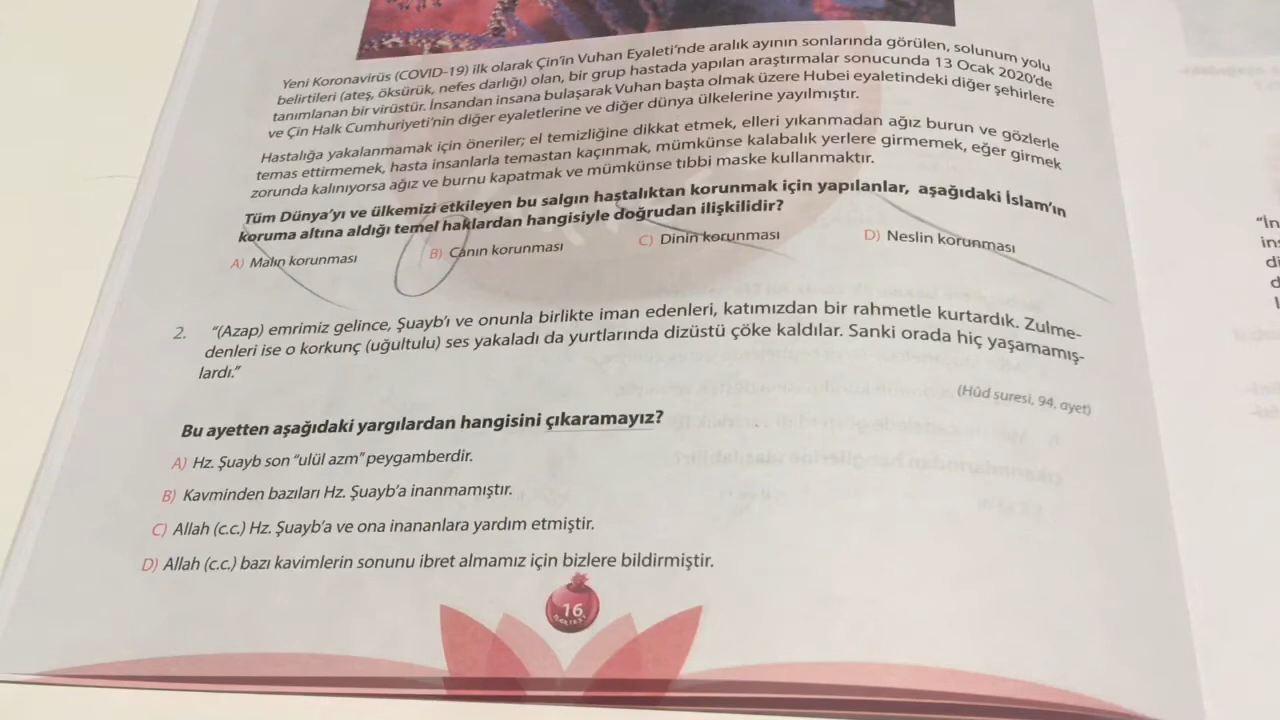 Yeni Koronavirüs (COVID-19) ilk olarak Çin'in Vuhan Eyaleti'nde aralık ayının sonlarında görülen, solunum yolu
belirtileri (ateş, öksürük, nefes darlığı) olan, bir grup hastada yapılan araştırmalar sonucunda 13 Ocak 2020'de
tanımlanan bir virüstür. İnsandan insana bulaşarak Vuhan başta olmak üzere Hubei eyaletindeki diğer şehirlere
ve Çin Halk Cumhuriyeti'nin diğer eyaletlerine ve diğer dünya ülkelerine yayılmıştır.
Hastalığa yakalanmamak için öneriler; el temizliğine dikkat etmek, elleri yıkanmadan ağız burun ve gözlerle
temas ettirmemek, hasta insanlarla temastan kaçınmak, mümkünse kalabalık yerlere girmemek, eğer girmek
zorunda kalınıyorsa ağız ve burnu kapatmak ve mümkünse tıbbi maske kullanmaktır.
Tüm Dünya'yı ve ülkemizi etkileyen bu salgın hastalıktan korunmak için yapılanlar, aşağıdaki İslam'ın
koruma altına aldığı temel haklardan hangisiyle doğrudan ilişkilidir?
A) Malın korunması B) Canın korunması C) Dinin korunması D) Neslin korunması
2. "(Azap) emrimiz gelince, Şuayb'ı ve onunla birlikte iman edenleri, katımızdan bir rahmetle kurtardık. Zulme-
denleri ise o korkunç (uğultulu) ses yakaladı da yurtlarında dizüstü çöke kaldılar. Sanki orada hiç yaşamamış-
lardı."
(Hûd suresi, 94. ayet)
Bu ayetten aşağıdaki yargılardan hangisini çıkaramayız?
A) Hz. Şuayb son "ulül azm" peygamberdir.
B) Kavminden bazıları Hz. Şuayb'a inanmamıştır.
C) Allah (c.c.) Hz. Şuayb'a ve ona inananlara yardım etmiştir.
D) Allah (c.c.) bazı kavimlerin sonunu ibret almamız için bizlere bildirmiştir.
16
"İn